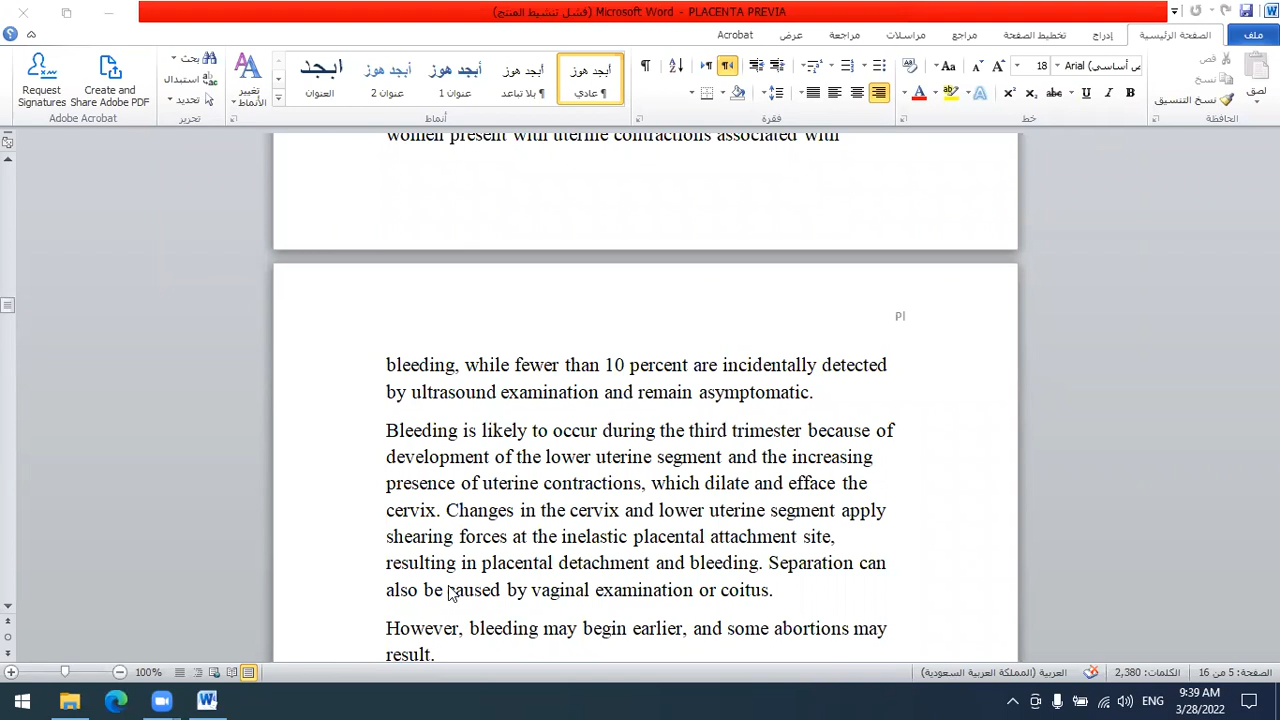 PLACENTA PREVIA - Microsoft Word (فشل تنشيط المنتج)
ملف
الصفحة الرئيسية
إدراج
تخطيط الصفحة
مراجع
مراسلات
مراجعة
عرض
Acrobat
لصق
قص
نسخ
نسخ التنسيق
الحافظة
18
Aa
abc
خط
فقرة
أبجد هوز
¶ عادي
أبجد هوز
¶ بلا تباعد
أبجد هوز
عنوان 1
أبجد هوز
عنوان 2
أبجد
العنوان
تغيير
الأنماط
أنماط
بحث
استبدال
تحديد
تحرير
Create and
Share Adobe PDF
Request
Signatures
Adobe Acrobat
women present with uterine contractions associated with
Pl
bleeding, while fewer than 10 percent are incidentally detected
by ultrasound examination and remain asymptomatic.
Bleeding is likely to occur during the third trimester because of
development of the lower uterine segment and the increasing
presence of uterine contractions, which dilate and efface the
cervix. Changes in the cervix and lower uterine segment apply
shearing forces at the inelastic placental attachment site,
resulting in placental detachment and bleeding. Separation can
also be caused by vaginal examination or coitus.
However, bleeding may begin earlier, and some abortions may
result.
الصفحة: 5 من 16
الكلمات: 2,380
العربية (المملكة العربية السعودية)
100%
ENG
9:39 AM
3/28/2022